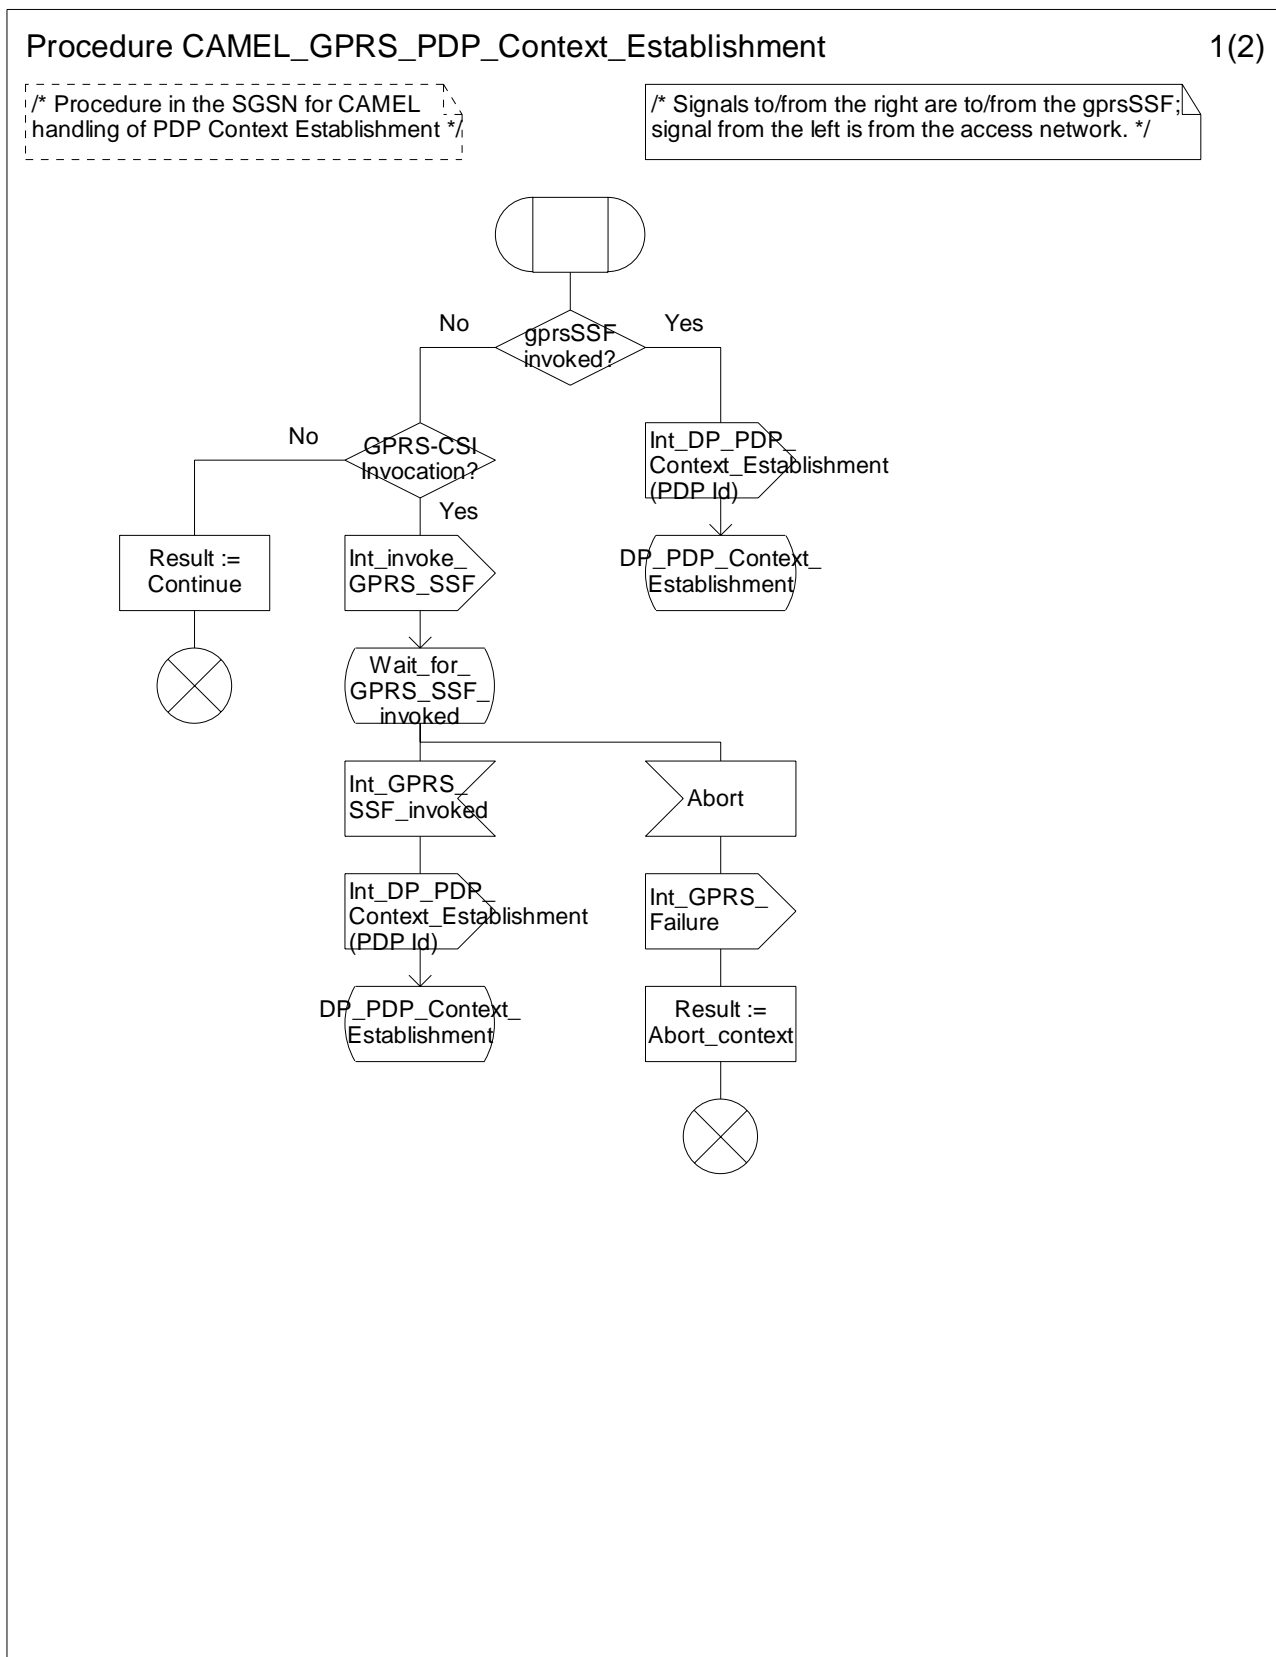 Procedure CAMEL_GPRS_PDP_Context_Establishment
1(2)
/* Procedure in the SGSN for CAMEL
handling of PDP Context Establishment */
/* Signals to/from the right are to/from the gprsSSF;
signal from the left is from the access network. */
gprsSSF
invoked?
No
Yes
GPRS-CSI
Invocation?
No
Yes
Int_DP_PDP_
Context_Establishment
(PDP Id)
Result :=
Continue
Int_invoke_
GPRS_SSF
DP_PDP_Context_
Establishment
Wait_for_
GPRS_SSF_
invoked
Int_GPRS_
SSF_invoked
Abort
Int_DP_PDP_
Context_Establishment
(PDP Id)
Int_GPRS_
Failure
DP_PDP_Context_
Establishment
Result :=
Abort_context